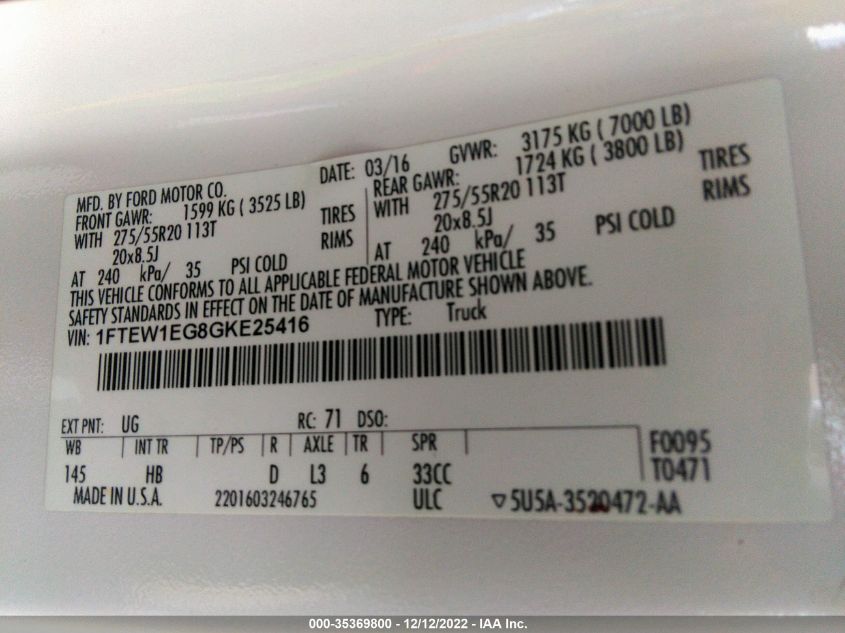 MFD. BY FORD MOTOR CO.
DATE: 03/16
GVWR: 3175 KG ( 7000 LB)
FRONT GAWR: 1599 KG ( 3525 LB)
WITH 275/55R20 113T TIRES
20x8.5J RIMS
AT 240 kPa/ 35 PSI COLD
REAR GAWR: 1724 KG ( 3800 LB)
WITH 275/55R20 113T TIRES
20x8.5J RIMS
AT 240 kPa/ 35 PSI COLD
THIS VEHICLE CONFORMS TO ALL APPLICABLE FEDERAL MOTOR VEHICLE
SAFETY STANDARDS IN EFFECT ON THE DATE OF MANUFACTURE SHOWN ABOVE.
VIN: 1FTEW1EG8GKE25416 TYPE: Truck
EXT PNT: UG RC: 71 DSO:
WB INT TR TP/PS R AXLE TR SPR F0095
145 HB D L3 6 33CC T0471
MADE IN U.S.A. 2201603246765 ULC ▽5U5A-3520472-AA
000-35369800 - 12/12/2022 - IAA Inc.